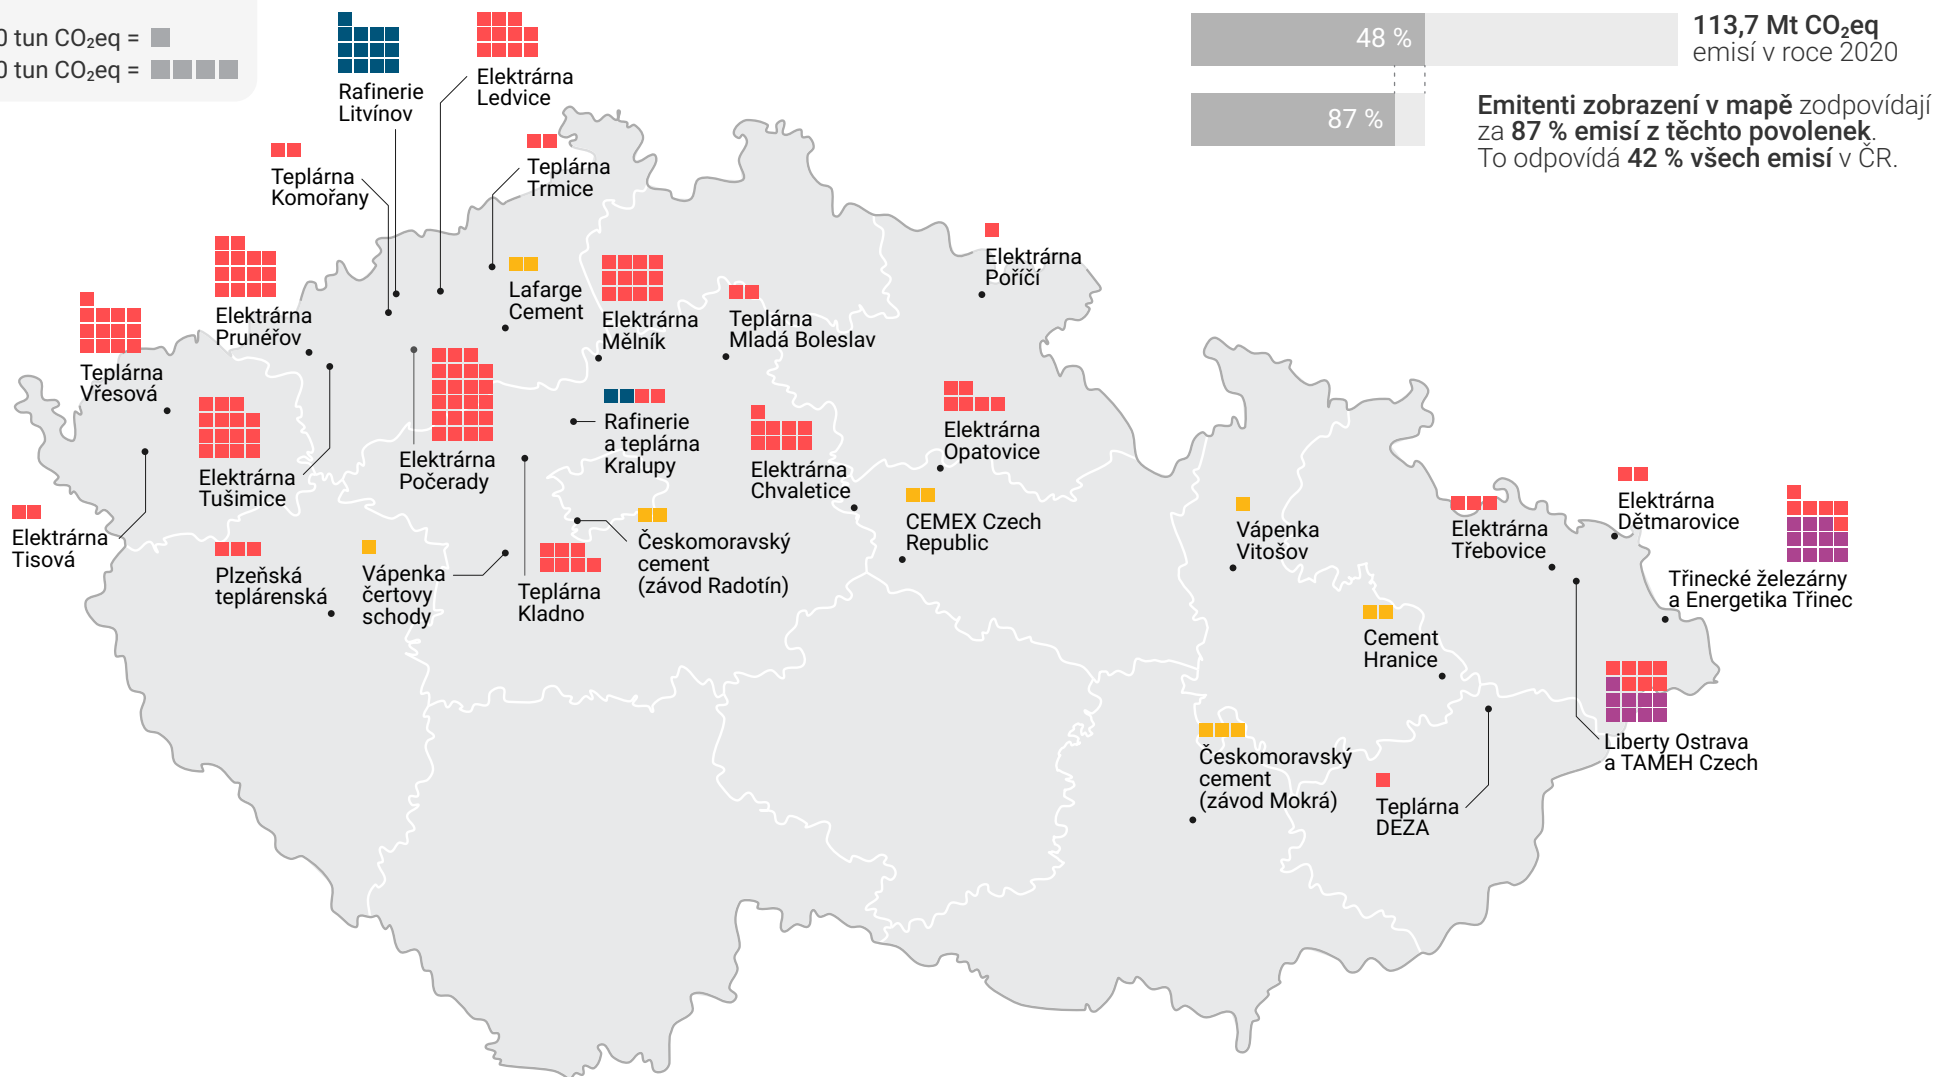 0 tun CO₂eq =
0 tun CO₂eq =
48 %
113,7 Mt CO₂eq
emisí v roce 2020
87 %
Emitenti zobrazení v mapě zodpovídají
za 87 % emisí z těchto povolenek.
To odpovídá 42 % všech emisí v ČR.
Rafinerie
Litvínov
Elektrárna
Ledvice
Teplárna
Komořany
Teplárna
Trmice
Elektrárna
Poříčí
Elektrárna
Prunéřov
Lafarge
Cement
Elektrárna
Mělník
Teplárna
Mladá Boleslav
Teplárna
Vřesová
Elektrárna
Tušimice
Elektrárna
Počerady
Rafinerie
a teplárna
Kralupy
Elektrárna
Chvaletice
Elektrárna
Opatovice
Elektrárna
Tisová
Plzeňská
teplárenská
Vápenka
čertovy
schody
Teplárna
Kladno
Českomoravský
cement
(závod Radotín)
CEMEX Czech
Republic
Vápenka
Vitošov
Elektrárna
Třebovice
Elektrárna
Dětmarovice
Třinecké železárny
a Energetika Třinec
Cement
Hranice
Liberty Ostrava
a TAMEH Czech
Českomoravský
cement
(závod Mokrá)
Teplárna
DEZA